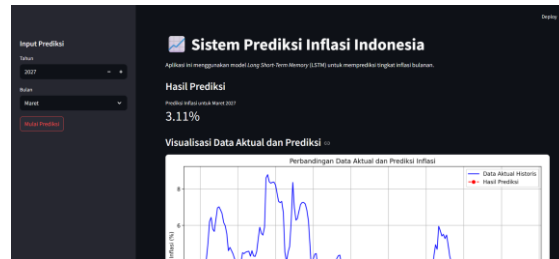 Deploy
Input Prediksi
Tahun
2027
Bulan
Maret
Mulai Prediksi
Sistem Prediksi Inflasi Indonesia
Aplikasi ini menggunakan model Long Short-Term Memory (LSTM) untuk memprediksi tingkat inflasi bulanan.
Hasil Prediksi
Prediksi Inflasi untuk Maret 2027
3.11%
Visualisasi Data Aktual dan Prediksi
Perbandingan Data Aktual dan Prediksi Inflasi
Data Aktual Historis
Hasil Prediksi
8
6
Inflasi (%)